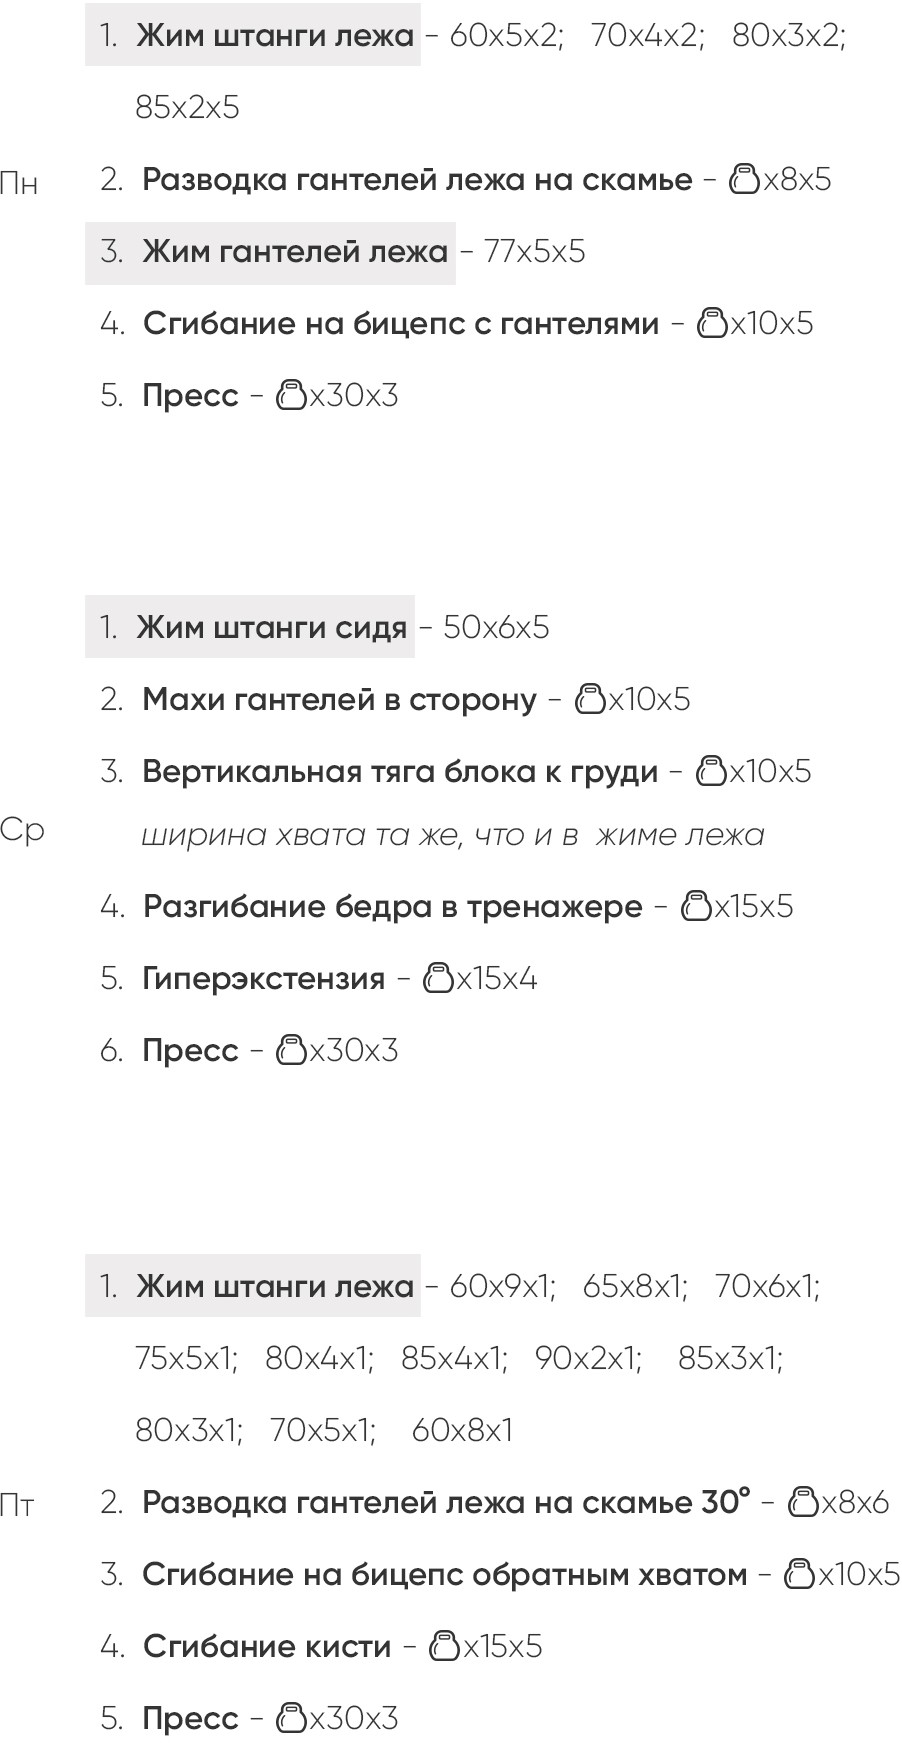 1. Жим штанги лежа – 60х5х2; 70х4х2; 80х3х2;
85х2х5
Пн
2. Разводка гантелей лежа на скамье – х8х5
3. Жим гантелей лежа – 77х5х5
4. Сгибание на бицепс с гантелями – х10х5
5. Пресс – х30х3
1. Жим штанги сидя – 50х6х5
2. Махи гантелей в сторону – х10х5
3. Вертикальная тяга блока к груди – х10х5
Ср
ширина хвата та же, что и в жиме лежа
4. Разгибание бедра в тренажере – х15х5
5. Гиперэкстензия – х15х4
6. Пресс – х30х3
1. Жим штанги лежа – 60х9х1; 65х8х1; 70х6х1;
75х5х1; 80х4х1; 85х4х1; 90х2х1; 85х3х1;
80х3х1; 70х5х1; 60х8х1
Пт
2. Разводка гантелей лежа на скамье 30° – х8х6
3. Сгибание на бицепс обратным хватом – х10х5
4. Сгибание кисти – х15х5
5. Пресс – х30х3